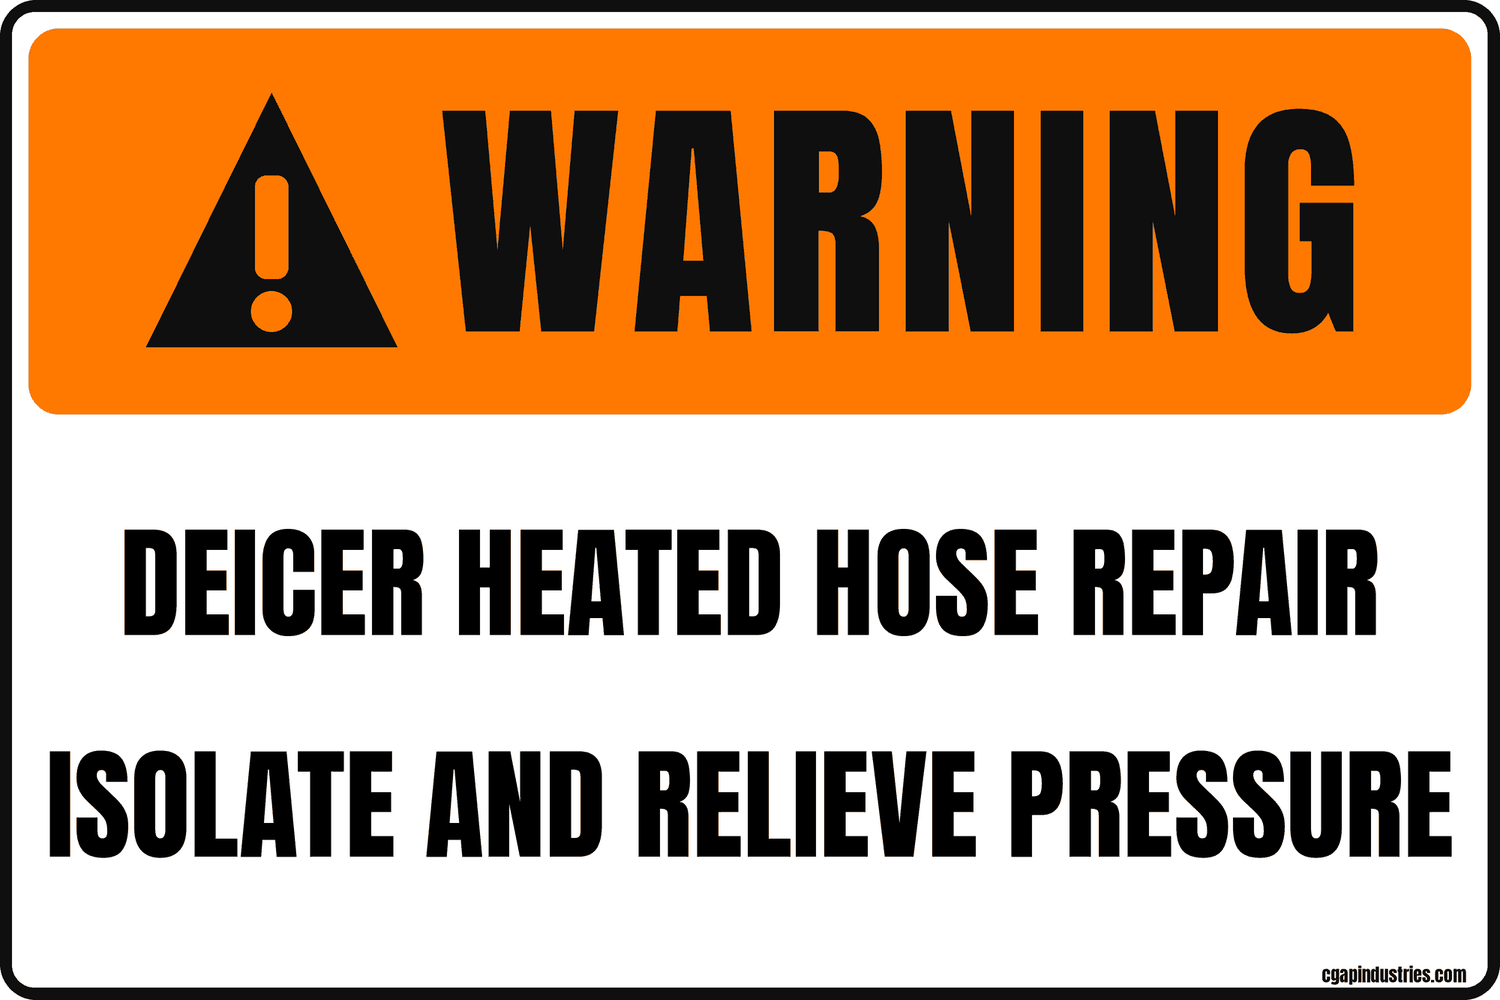 WARNING
DEICER HEATED HOSE REPAIR
ISOLATE AND RELIEVE PRESSURE
cgapindustries.com